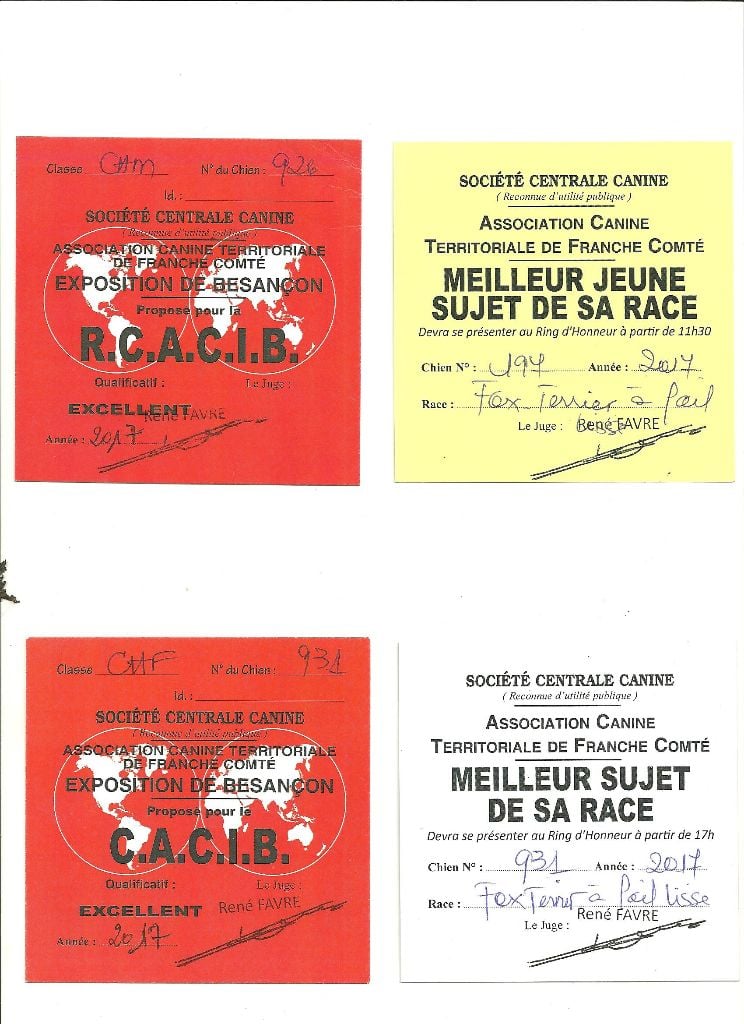 Classe CHM N° du Chien : 926
Id. :
SOCIÉTÉ CENTRALE CANINE
( Reconnue d'utilité publique )
ASSOCIATION CANINE TERRITORIALE
DE FRANCHE COMTÉ
EXPOSITION DE BESANÇON
Proposé pour la
R.C.A.C.I.B.
Qualificatif : Le Juge :
EXCELLENT René FAVRE
Année : 2017
SOCIÉTÉ CENTRALE CANINE
( Reconnue d'utilité publique )
ASSOCIATION CANINE
TERRITORIALE DE FRANCHE COMTÉ
MEILLEUR JEUNE
SUJET DE SA RACE
Devra se présenter au Ring d'Honneur à partir de 11h30
Chien N° : 197 Année : 2017
Race : Fox Terrier à Poil
lisse
Le Juge : René FAVRE
Classe CHF N° du Chien : 931
Id. :
SOCIÉTÉ CENTRALE CANINE
( Reconnue d'utilité publique )
ASSOCIATION CANINE TERRITORIALE
DE FRANCHE COMTÉ
EXPOSITION DE BESANÇON
Proposé pour le
C.A.C.I.B.
Qualificatif : Le Juge :
EXCELLENT René FAVRE
Année : 2017
SOCIÉTÉ CENTRALE CANINE
( Reconnue d'utilité publique )
ASSOCIATION CANINE
TERRITORIALE DE FRANCHE COMTÉ
MEILLEUR SUJET
DE SA RACE
Devra se présenter au Ring d'Honneur à partir de 17h
Chien N° : 931 Année : 2017
Race : Fox Terrier à Poil lisse
René FAVRE
Le Juge :